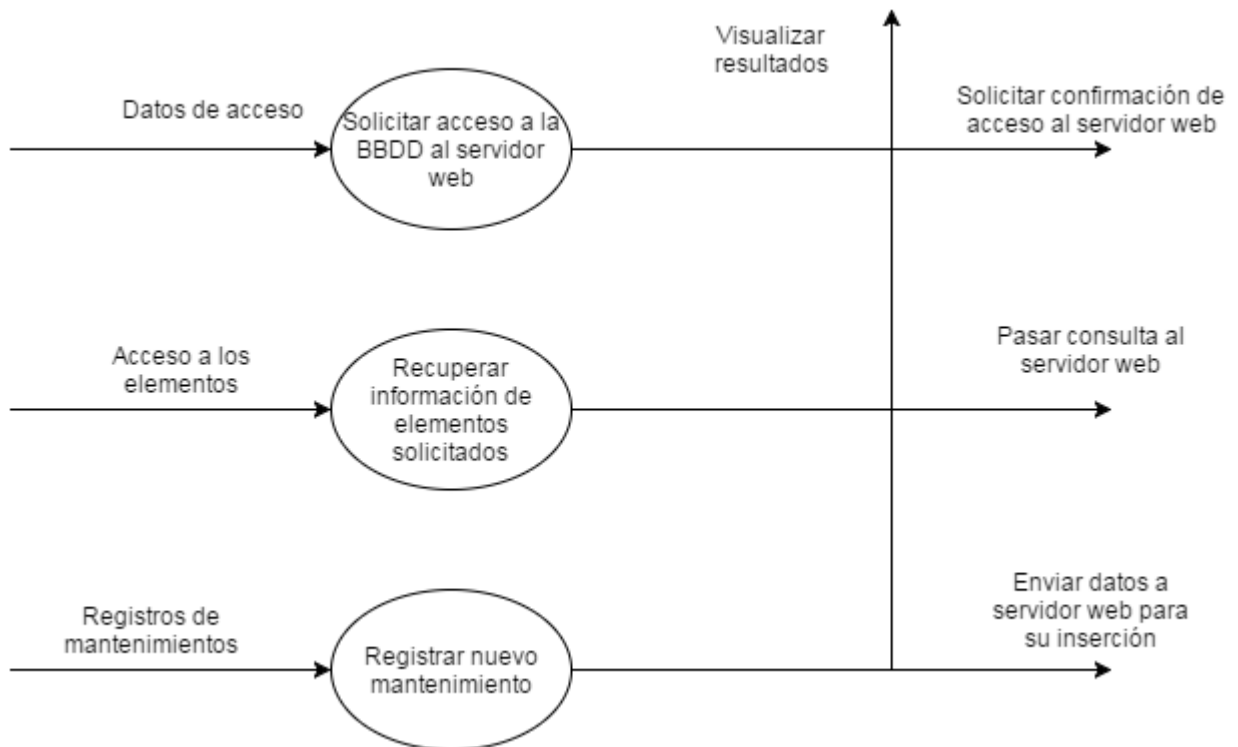 Visualizar
resultados
Datos de acceso
Solicitar acceso a la
BBDD al servidor
web
Solicitar confirmación de
acceso al servidor web
Acceso a los
elementos
Recuperar
información de
elementos
solicitados
Pasar consulta al
servidor web
Registros de
mantenimientos
Registrar nuevo
mantenimiento
Enviar datos a
servidor web para
su inserción